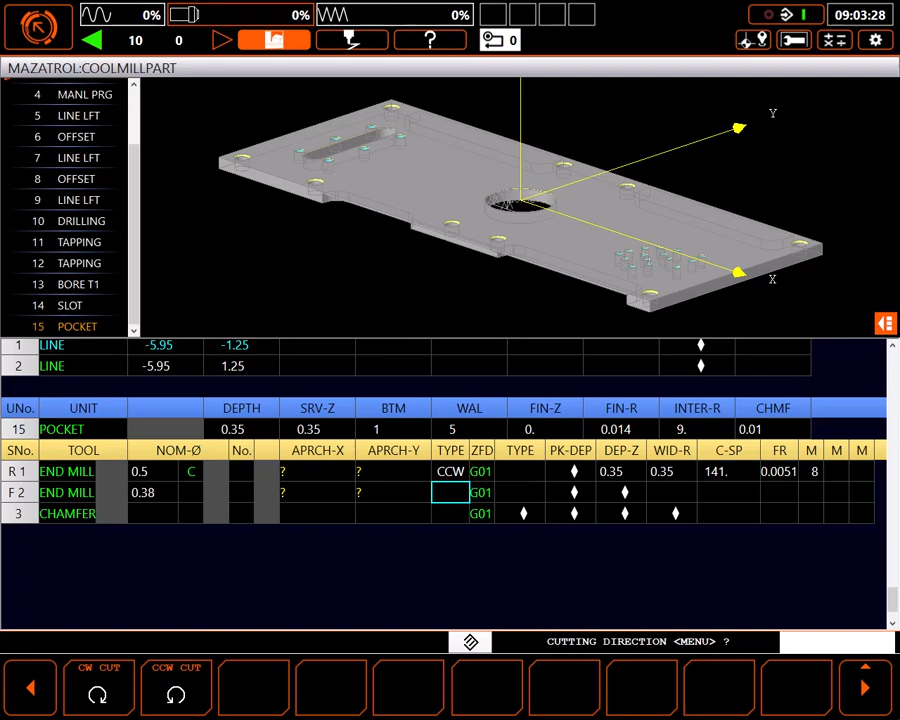 0% 0% 0% 09:03:28
10 0 ? 0
MAZATROL:COOLMILLPART
4 MANL PRG
5 LINE LFT
6 OFFSET
7 LINE LFT
8 OFFSET
9 LINE LFT
10 DRILLING
11 TAPPING
12 TAPPING
13 BORE T1
14 SLOT
15 POCKET
Y
X
1 LINE -5.95 -1.25 ♦
2 LINE -5.95 1.25 ♦
UNo. UNIT DEPTH SRV-Z BTM WAL FIN-Z FIN-R INTER-R CHMF
15 POCKET 0.35 0.35 1 5 0. 0.014 9. 0.01
SNo. TOOL NOM-Ø No. APRCH-X APRCH-Y TYPE ZFD TYPE PK-DEP DEP-Z WID-R C-SP FR M M M
R 1 END MILL 0.5 C ? ? CCW G01 ♦ 0.35 0.35 141. 0.0051 8
F 2 END MILL 0.38 ? ? G01 ♦ ♦
3 CHAMFER G01 ♦ ♦ ♦ ♦
CUTTING DIRECTION <MENU> ?
CW CUT CCW CUT